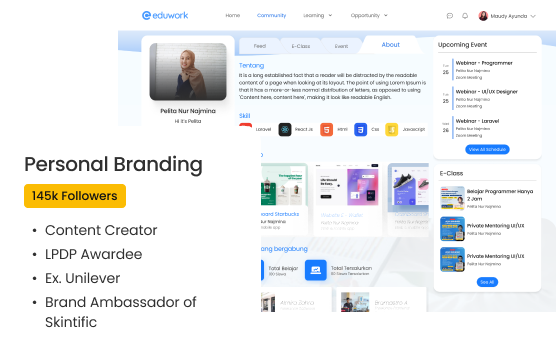 eduwork
Home
Community
Learning
Opportunity
Maudy Ayunda
Feed
E-Class
Event
About
Pelita Nur Najmina
Hi It's Pelita
Tentang
It is a long established fact that a reader will be distracted by the readable
content of a page when looking at its layout. The point of using Lorem Ipsum is
that it has a more-or-less normal distribution of letters, as opposed to using
'Content here, content here', making it look like readable English.
Skill
Laravel
React Js
Html
Css
Javascript
board Starbucks
ang bergabung
Total Belajar
Total Tersalurkan
Upcoming Event
25
Webinar - Programmer
Pelita Nur Najmina
Zoom Meeting
25
Webinar - UI/UX Designer
Pelita Nur Najmina
Zoom Meeting
26
Webinar - Laravel
Pelita Nur Najmina
Zoom Meeting
View All Schedule
E-Class
Belajar Programmer Hanya
2 Jam
Pelita Nur Najmina
Private Mentoring UI/UX
Pelita Nur Najmina
Private Mentoring UI/UX
Pelita Nur Najmina
See All
Personal Branding
145k Followers
• Content Creator
• LPDP Awardee
• Ex. Unilever
• Brand Ambassador of
Skintific